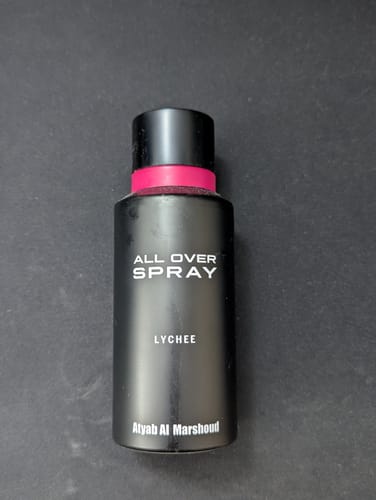 ALL OVER
SPRAY
LYCHEE
Atyab Al Marshoud